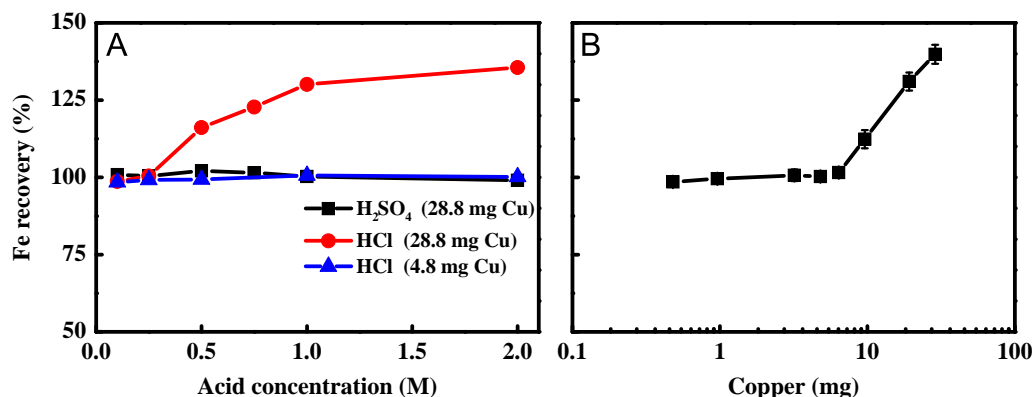 A
B
150
125
100
75
50
Fe recovery (%)
H₂SO₄ (28.8 mg Cu)
HCl (28.8 mg Cu)
HCl (4.8 mg Cu)
0.0 0.5 1.0 1.5 2.0
Acid concentration (M)
0.1 1 10 100
Copper (mg)